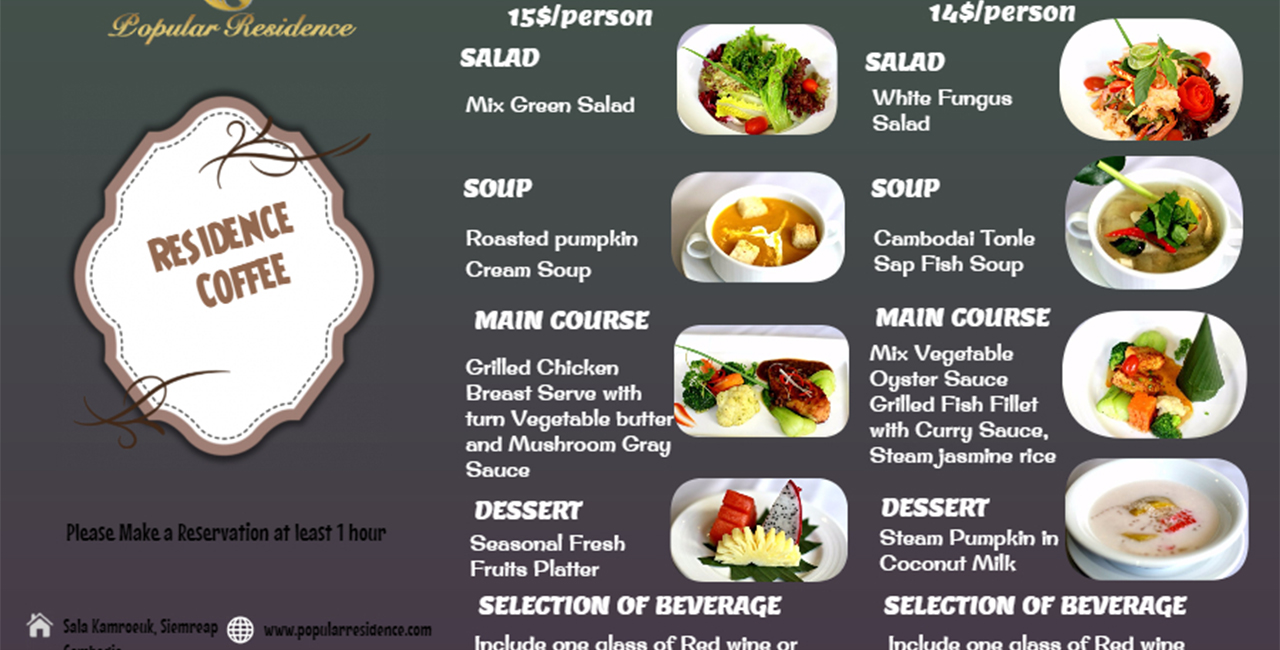 Popular Residence
RESIDENCE
COFFEE
Please Make a Reservation at least 1 hour
Sala Kamroeuk, Siemreap
Cambodia
www.popularresidence.com
15$/person
SALAD
Mix Green Salad
SOUP
Roasted pumpkin
Cream Soup
MAIN COURSE
Grilled Chicken
Breast Serve with
turn Vegetable butter
and Mushroom Gray
Sauce
DESSERT
Seasonal Fresh
Fruits Platter
SELECTION OF BEVERAGE
Include one glass of Red wine or
14$/person
SALAD
White Fungus
Salad
SOUP
Cambodai Tonle
Sap Fish Soup
MAIN COURSE
Mix Vegetable
Oyster Sauce
Grilled Fish Fillet
with Curry Sauce,
Steam jasmine rice
DESSERT
Steam Pumpkin in
Coconut Milk
SELECTION OF BEVERAGE
Include one glass of Red wine